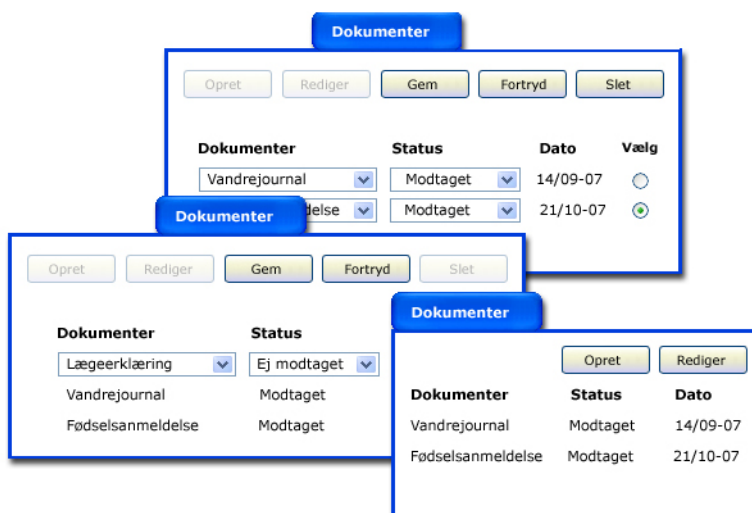 Dokumenter
Opret Rediger Gem Fortryd Slet
Dokumenter Status Dato Vælg
Vandrejournal Modtaget 14/09-07
Modtaget 21/10-07
Dokumenter
Opret Rediger Gem Fortryd Slet
Dokumenter Status
Lægeerklæring Ej modtaget
Vandrejournal Modtaget
Fødselsanmeldelse Modtaget
Dokumenter
Opret Rediger
Dokumenter Status Dato
Vandrejournal Modtaget 14/09-07
Fødselsanmeldelse Modtaget 21/10-07